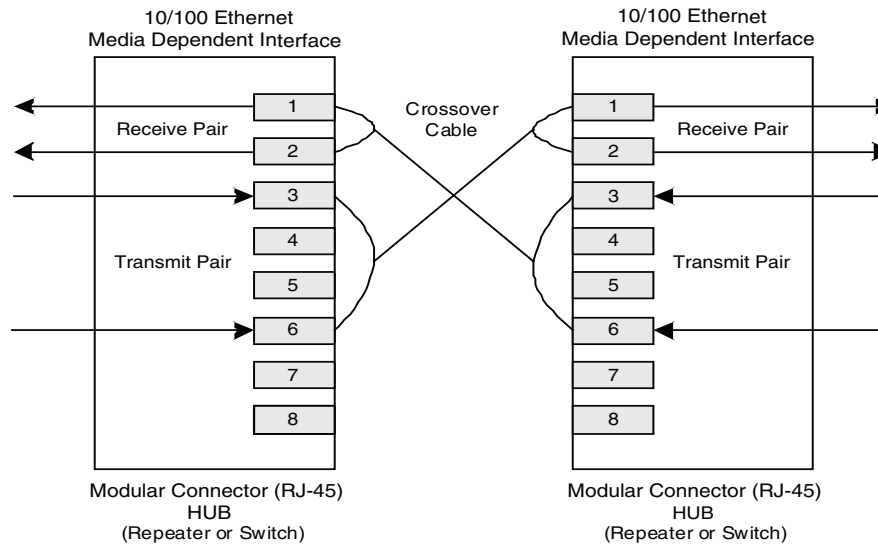 10/100 Ethernet
Media Dependent Interface
10/100 Ethernet
Media Dependent Interface
Crossover
Cable
1
Receive Pair
2
3
4
Transmit Pair
5
6
7
8
1
Receive Pair
2
3
4
Transmit Pair
5
6
7
8
Modular Connector (RJ-45)
HUB
(Repeater or Switch)
Modular Connector (RJ-45)
HUB
(Repeater or Switch)